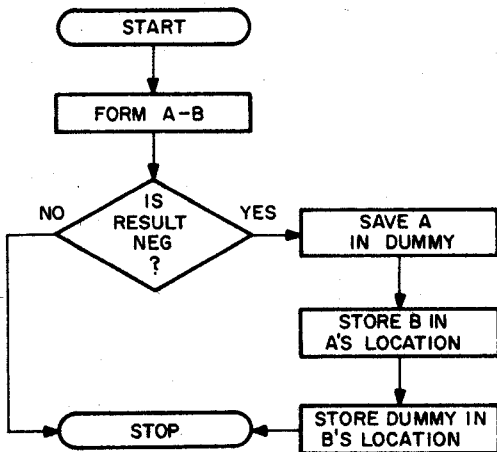 START
FORM A-B
IS
RESULT
NEG
?
NO
YES
SAVE A
IN DUMMY
STORE B IN
A'S LOCATION
STORE DUMMY IN
B'S LOCATION
STOP